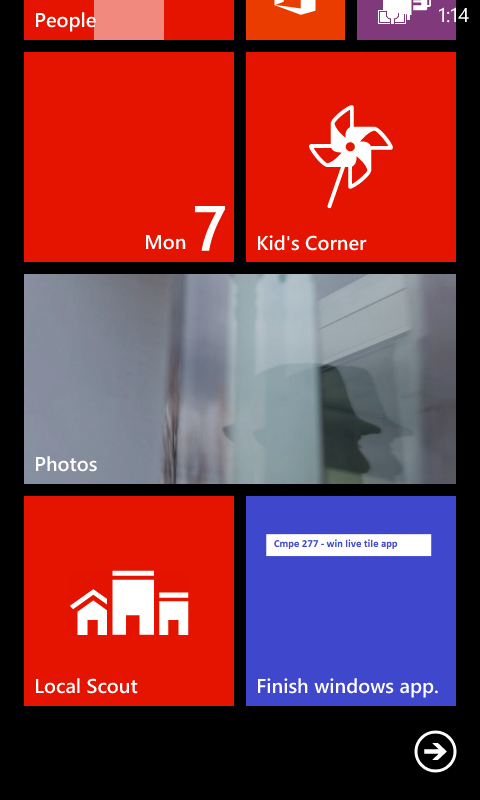 People
1:14
Mon 7
Kid's Corner
Photos
Cmpe 277 - win live tile app
Local Scout
Finish windows app.